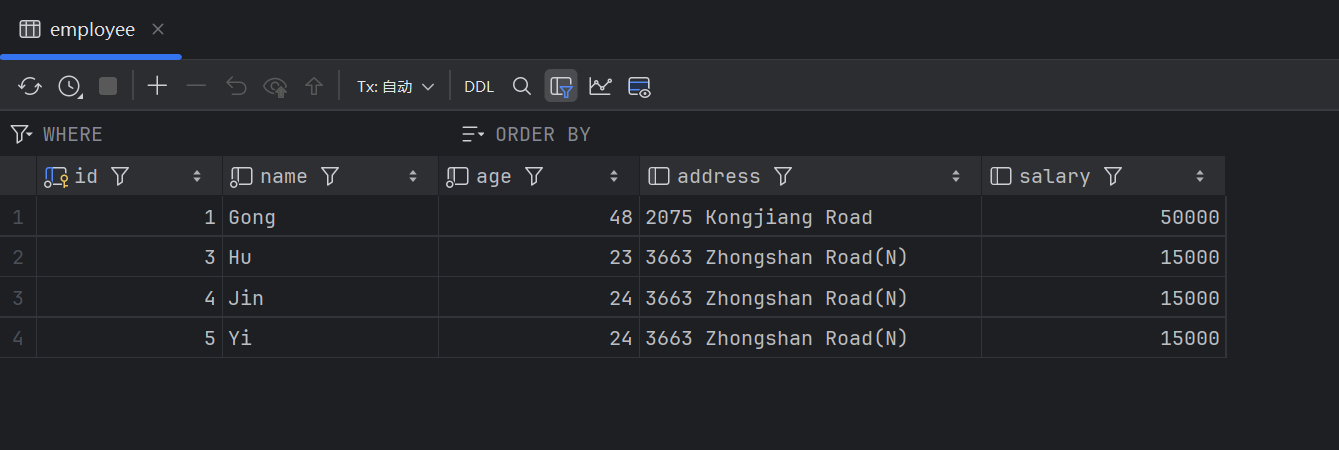 employee
Tx: 自动 DDL
WHERE ORDER BY
id name age address salary
1 1 Gong 48 2075 Kongjiang Road 50000
2 3 Hu 23 3663 Zhongshan Road(N) 15000
3 4 Jin 24 3663 Zhongshan Road(N) 15000
4 5 Yi 24 3663 Zhongshan Road(N) 15000